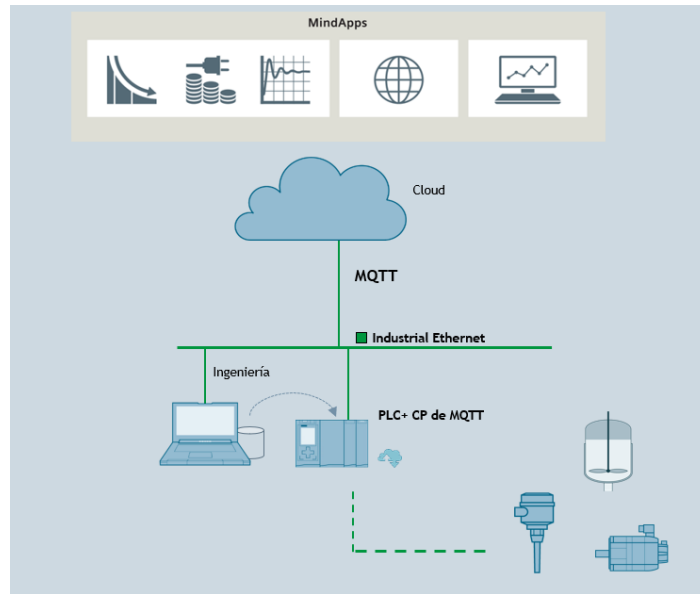 MindApps
Cloud
MQTT
Industrial Ethernet
Ingeniería
PLC+ CP de MQTT